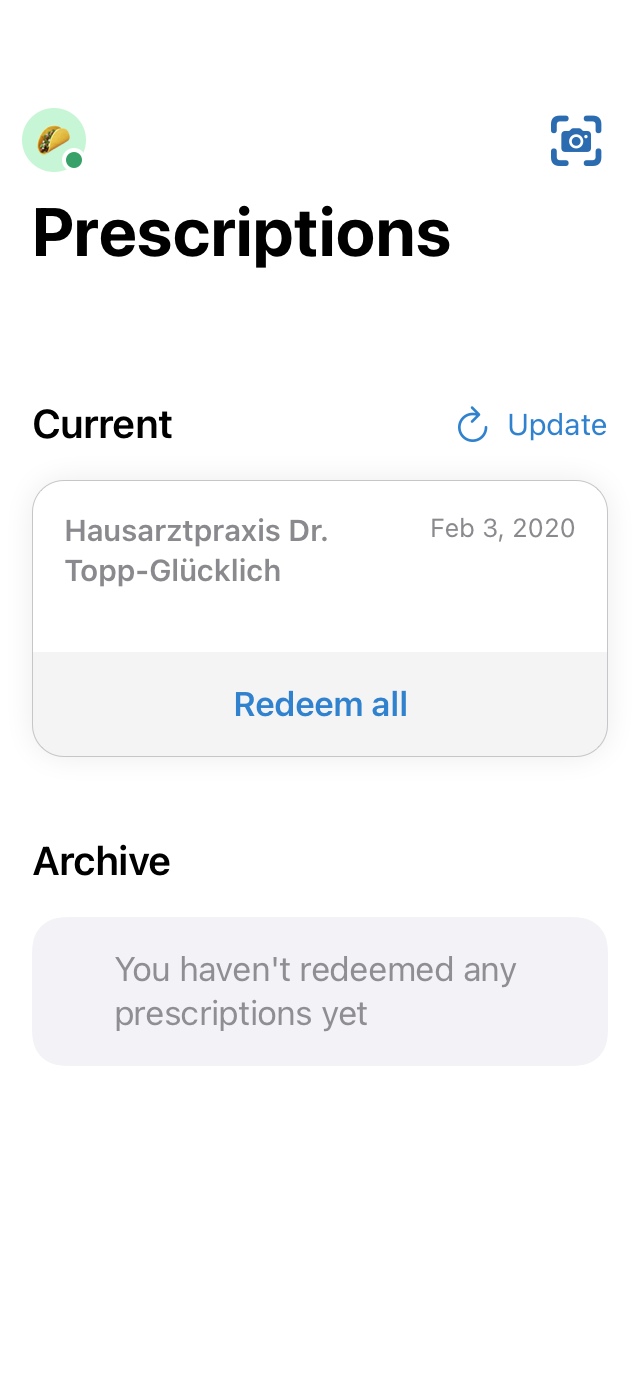 Prescriptions
Current
Update
Hausarztpraxis Dr.
Topp-Glücklich
Feb 3, 2020
Redeem all
Archive
You haven't redeemed any
prescriptions yet